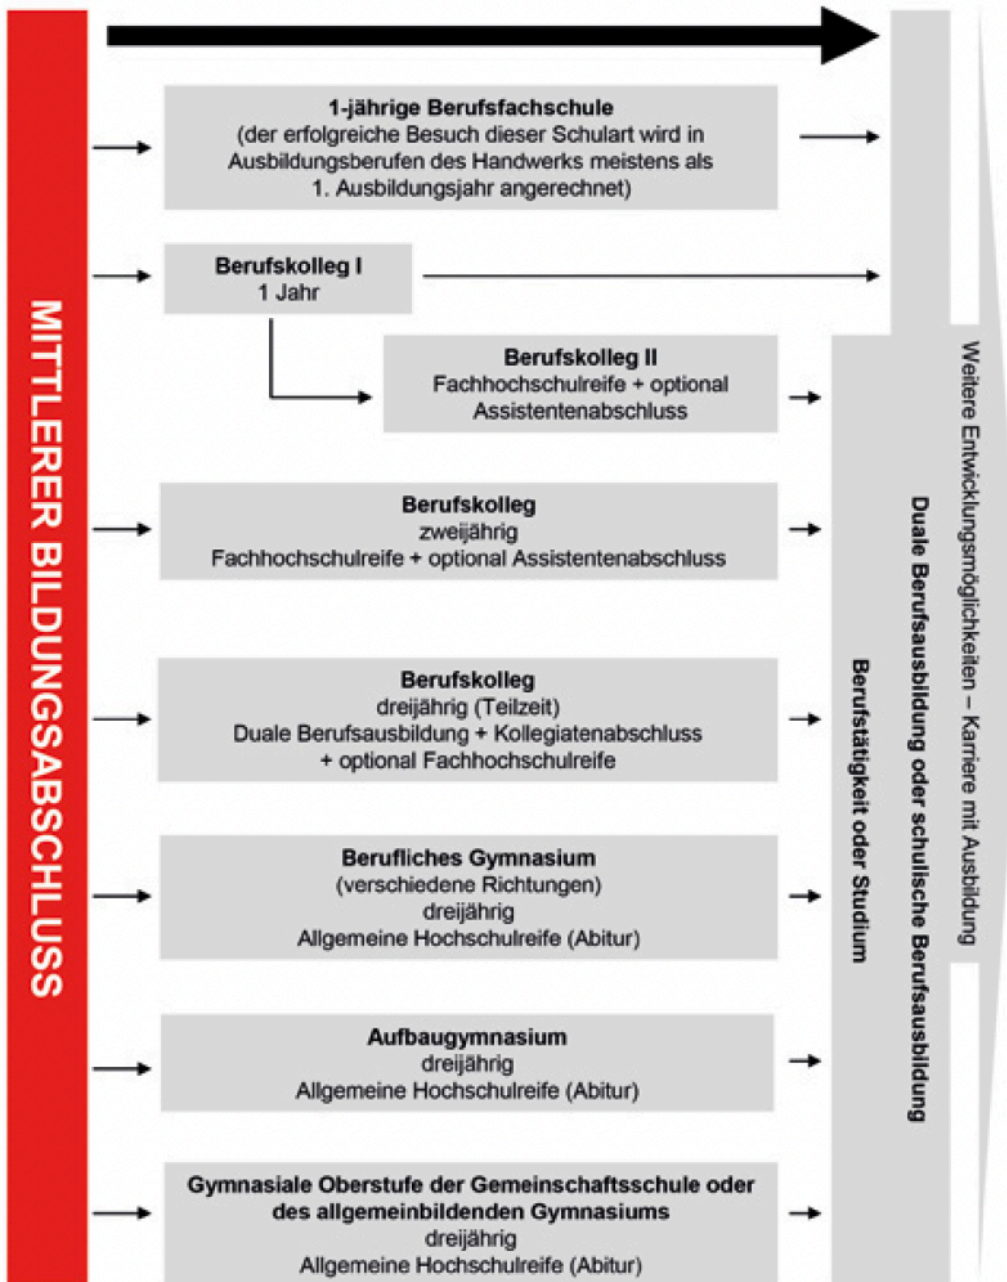 MITTLERER BILDUNGSABSCHLUSS
1-jährige Berufsfachschule
(der erfolgreiche Besuch dieser Schulart wird in
Ausbildungsberufen des Handwerks meistens als
1. Ausbildungsjahr angerechnet)
Berufskolleg I
1 Jahr
Berufskolleg II
Fachhochschulreife + optional
Assistentenabschluss
Berufskolleg
zweijährig
Fachhochschulreife + optional Assistentenabschluss
Berufskolleg
dreijährig (Teilzeit)
Duale Berufsausbildung + Kollegiatenabschluss
+ optional Fachhochschulreife
Berufliches Gymnasium
(verschiedene Richtungen)
dreijährig
Allgemeine Hochschulreife (Abitur)
Aufbaugymnasium
dreijährig
Allgemeine Hochschulreife (Abitur)
Gymnasiale Oberstufe der Gemeinschaftsschule oder
des allgemeinbildenden Gymnasiums
dreijährig
Allgemeine Hochschulreife (Abitur)
Berufstätigkeit oder Studium
Duale Berufsausbildung oder schulische Berufsausbildung
Weitere Entwicklungsmöglichkeiten – Karriere mit Ausbildung